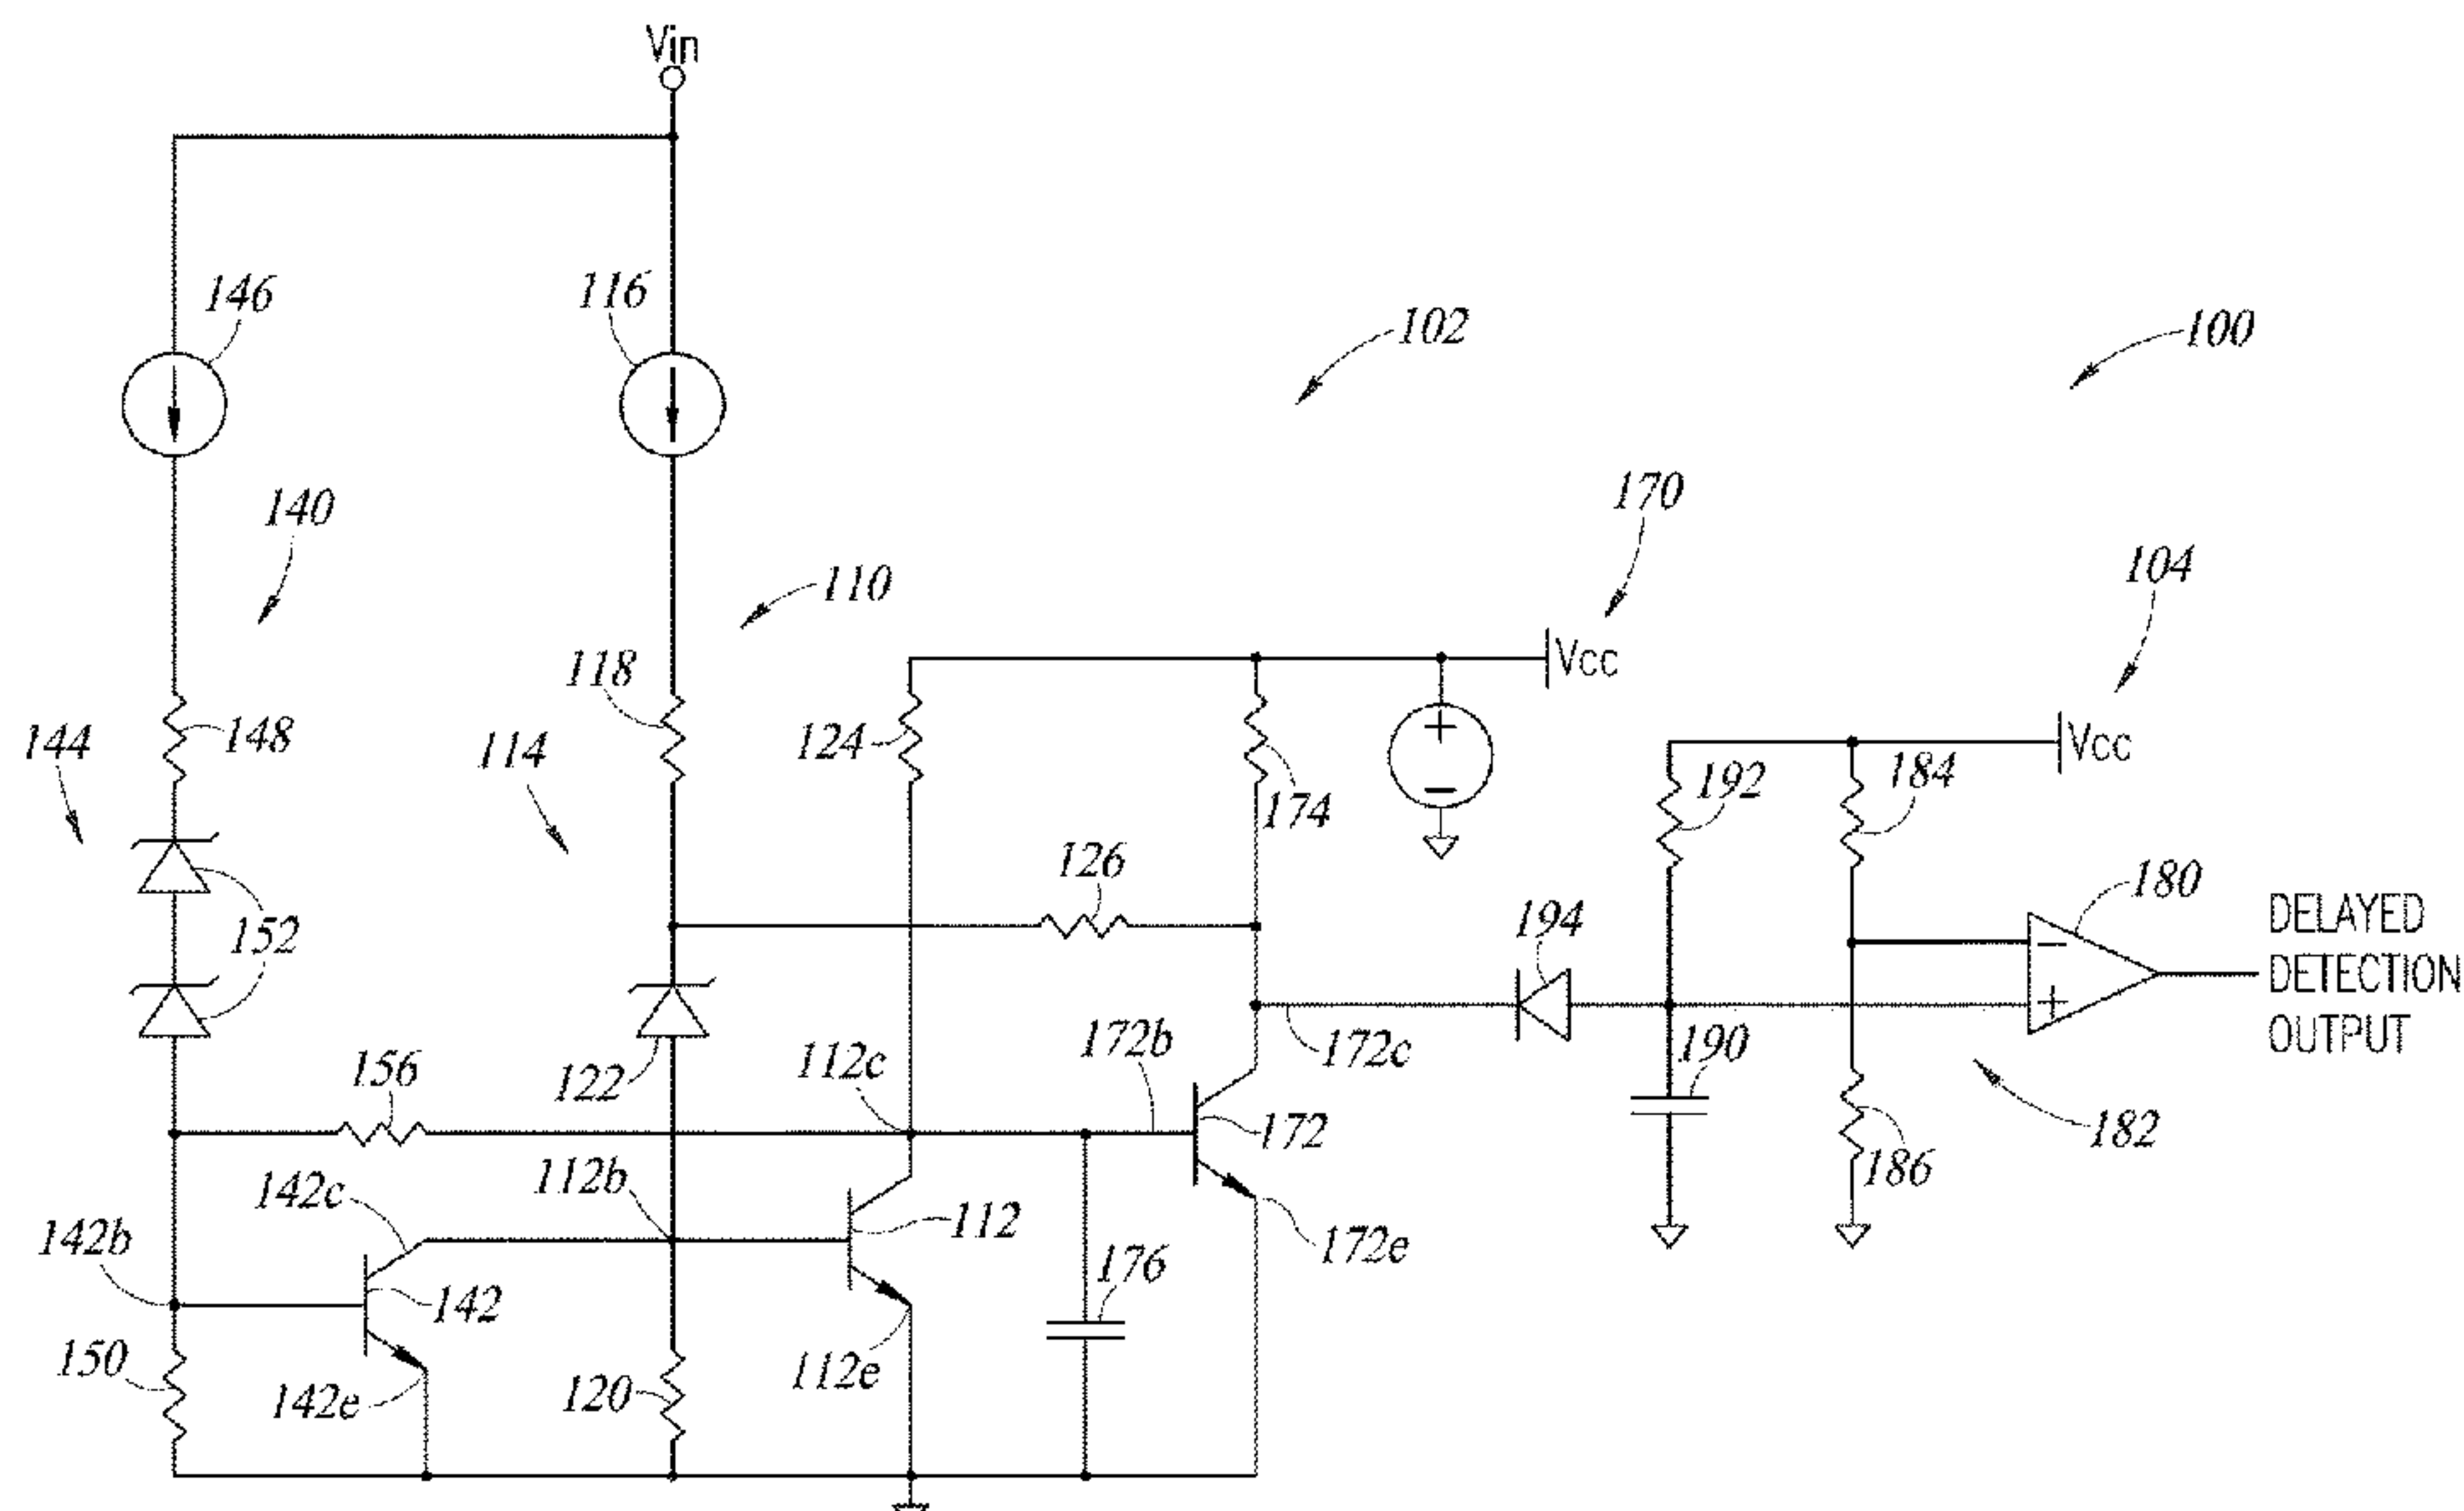 Vin
146
116
102
100
140
170
110
104
118
Vcc
144
148
114
124
174
192
Vcc
184
126
180
194
DELAYED
DETECTION
OUTPUT
152
−
+
+
−
156
122
112c
172b
172c
190
172
182
142c
112b
186
142b
112
172e
142
176
150
142e
120
112e